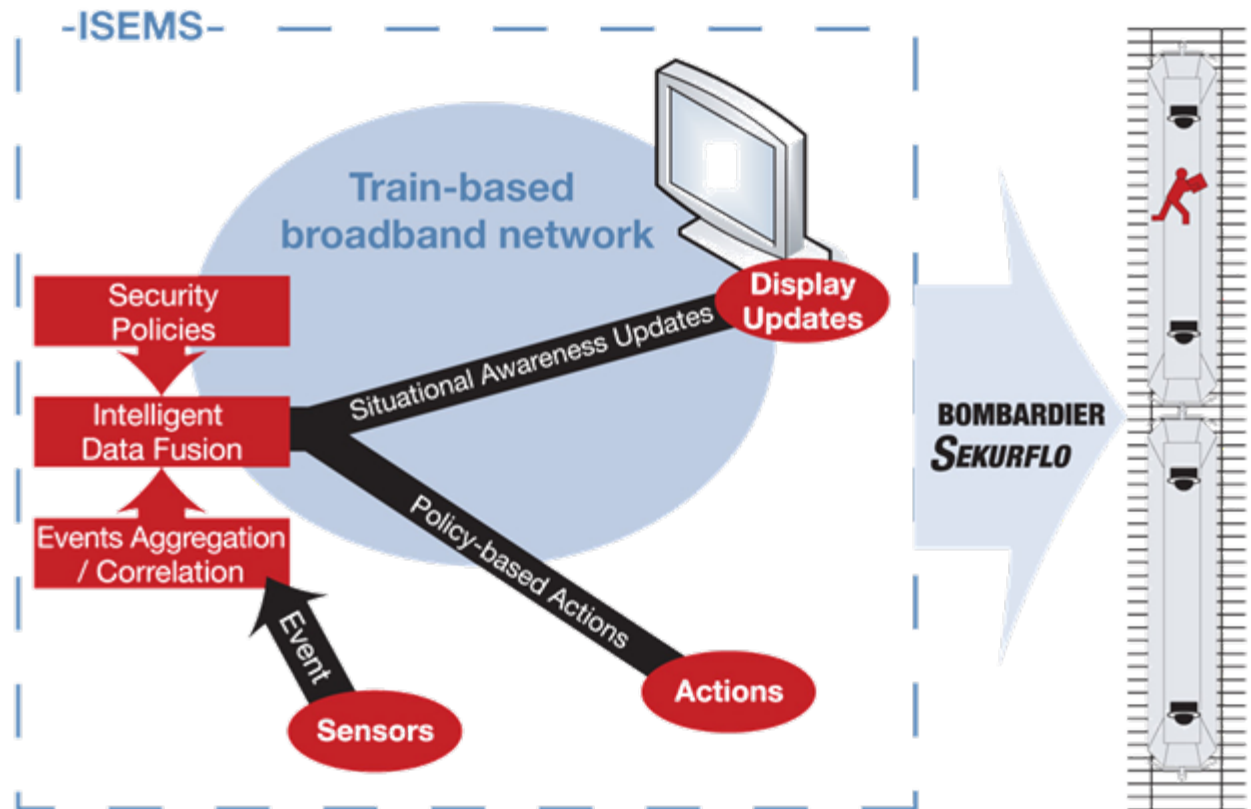 -ISEMS-
Train-based
broadband network
Security
Policies
Display
Updates
Situational Awareness Updates
Intelligent
Data Fusion
BOMBARDIER
SEKURFLO
Policy-based Actions
Events Aggregation
/ Correlation
Event
Sensors
Actions